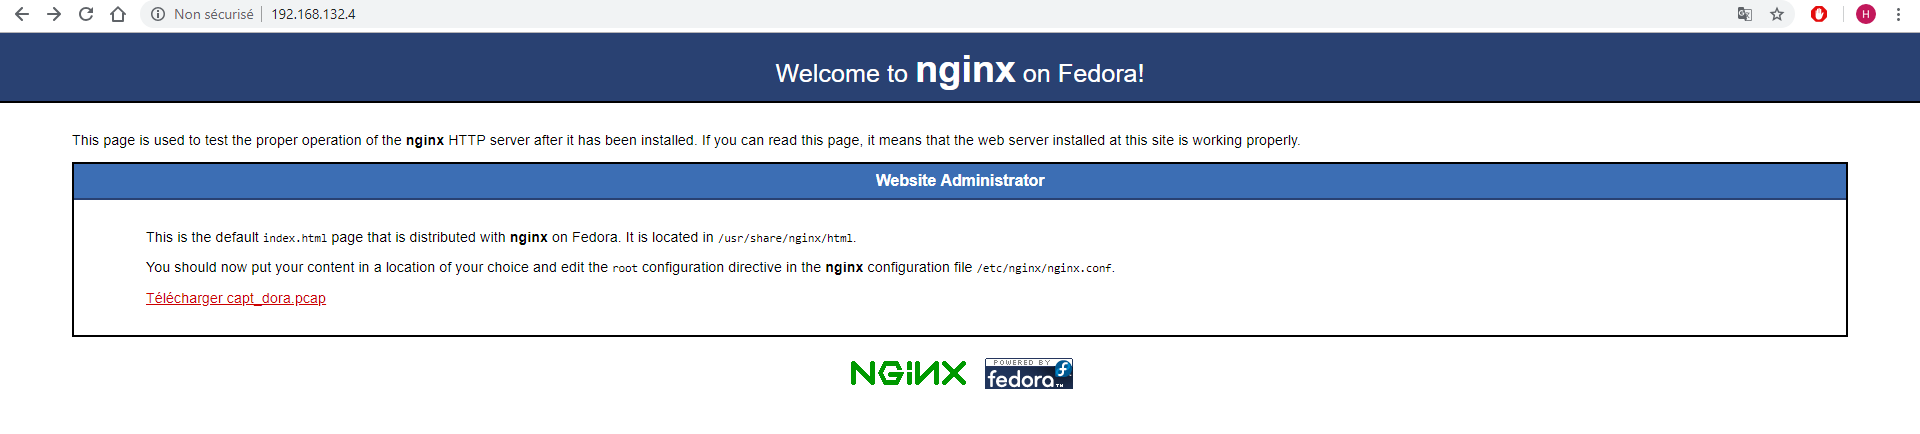 Non sécurisé 192.168.132.4
H
Welcome to nginx on Fedora!
This page is used to test the proper operation of the nginx HTTP server after it has been installed. If you can read this page, it means that the web server installed at this site is working properly.
Website Administrator
This is the default index.html page that is distributed with nginx on Fedora. It is located in /usr/share/nginx/html.
You should now put your content in a location of your choice and edit the root configuration directive in the nginx configuration file /etc/nginx/nginx.conf.
Télécharger capt_dora.pcap
NGINX
POWERED BY
fedora™